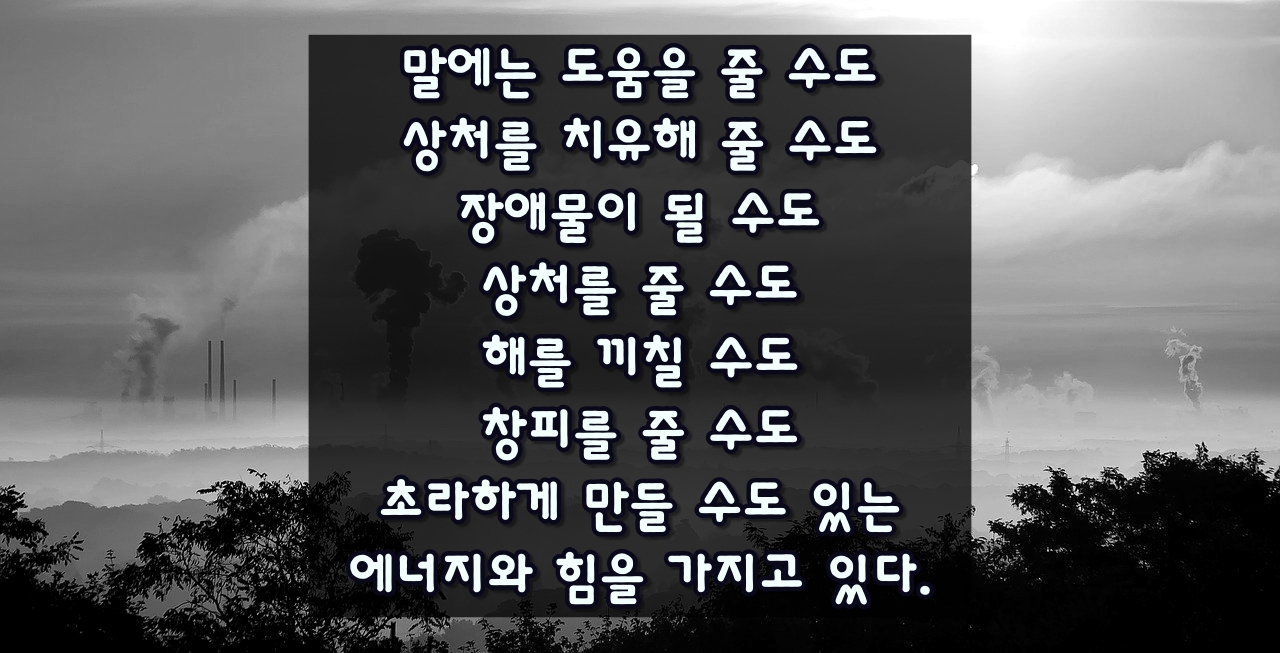 말에는 도움을 줄 수도
상처를 치유해 줄 수도
장애물이 될 수도
상처를 줄 수도
해를 끼칠 수도
창피를 줄 수도
초라하게 만들 수도 있는
에너지와 힘을 가지고 있다.